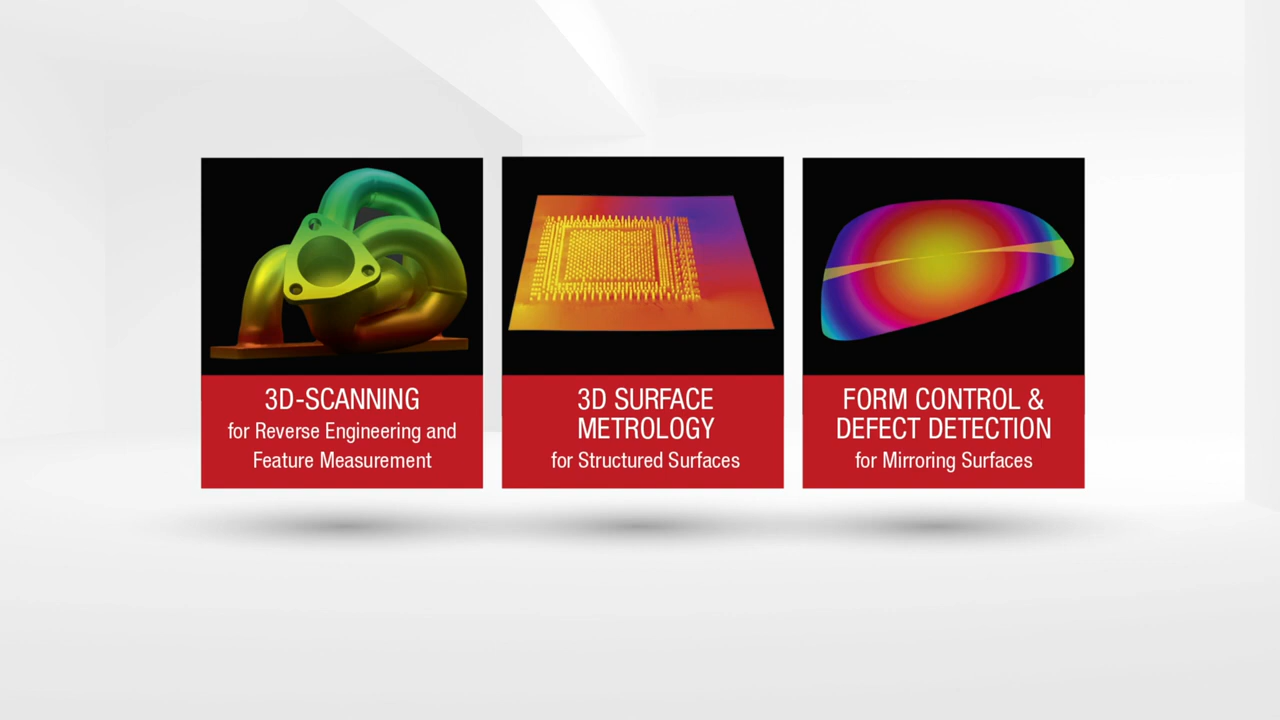 3D-SCANNING
for Reverse Engineering and
Feature Measurement
3D SURFACE
METROLOGY
for Structured Surfaces
FORM CONTROL &
DEFECT DETECTION
for Mirroring Surfaces